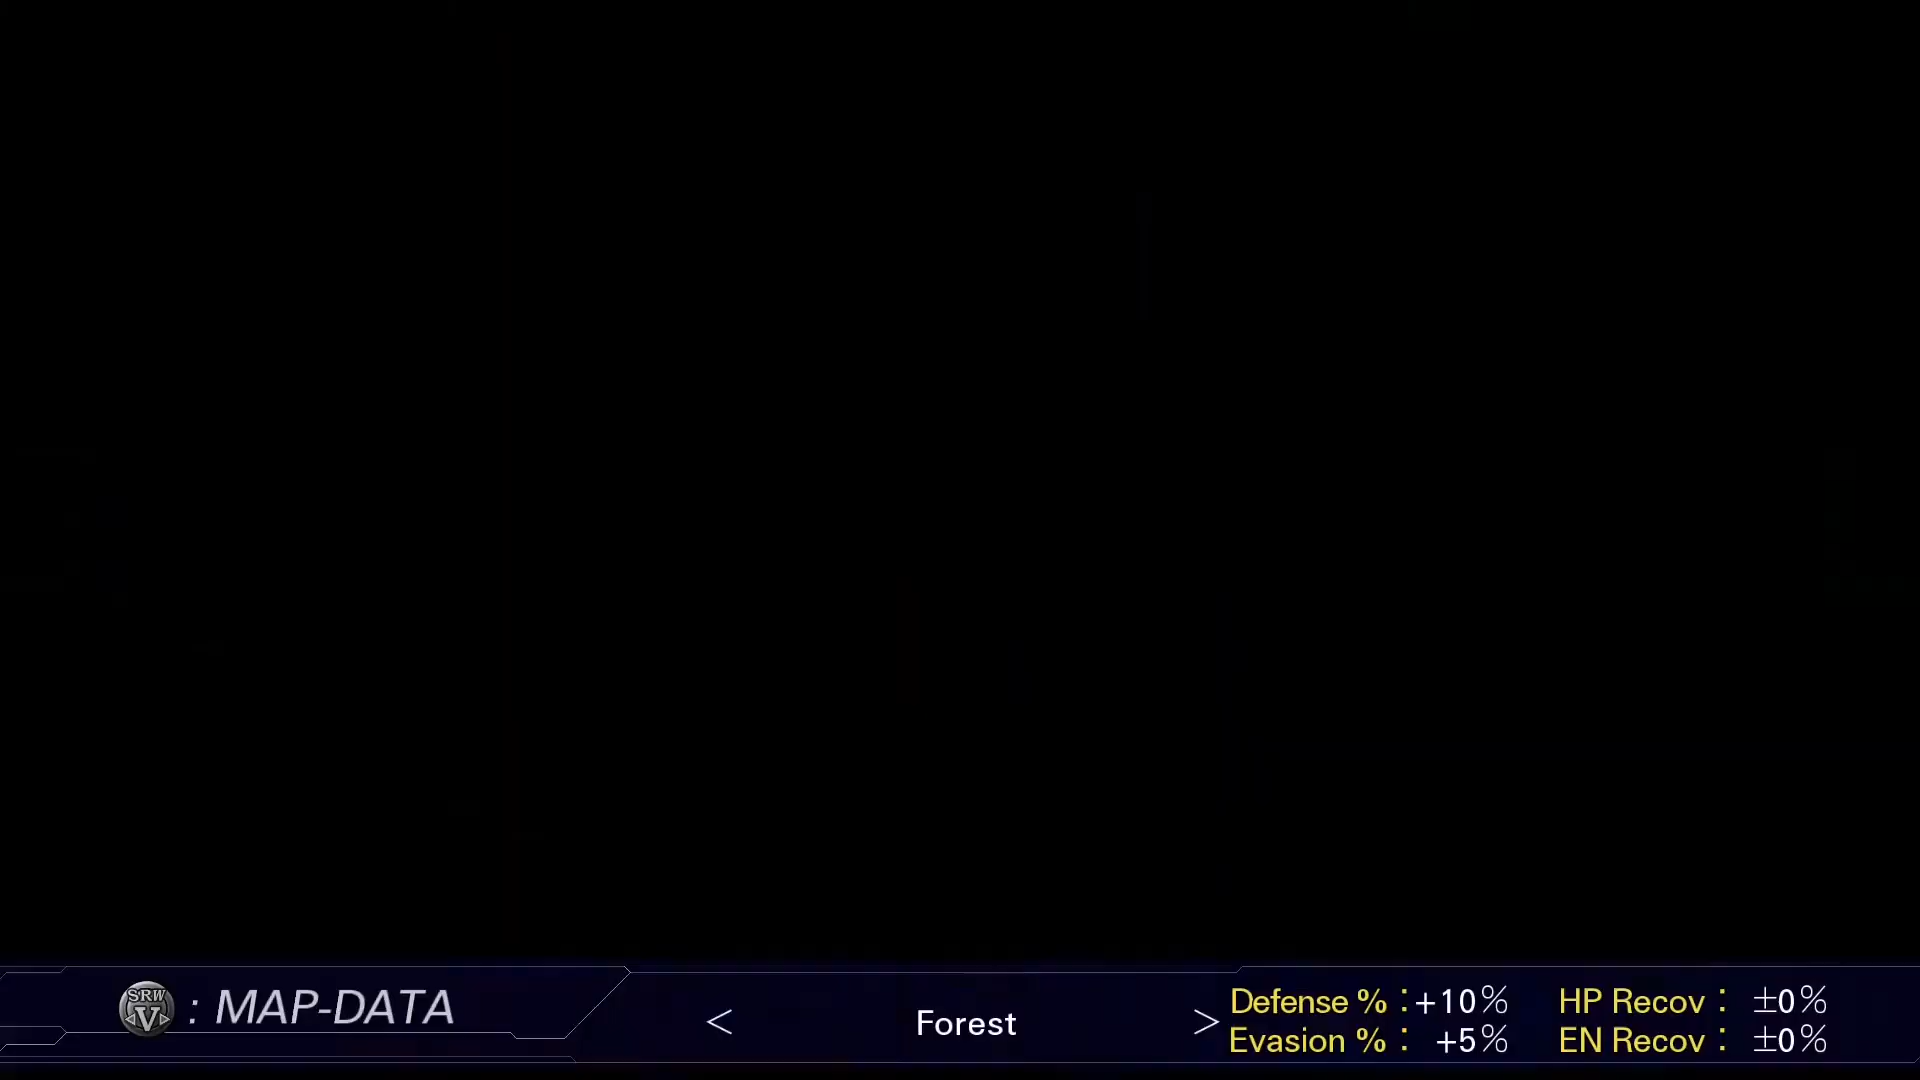 SRW
V
: MAP-DATA
< Forest >
Defense % : +10% HP Recov : ±0%
Evasion % : +5% EN Recov : ±0%